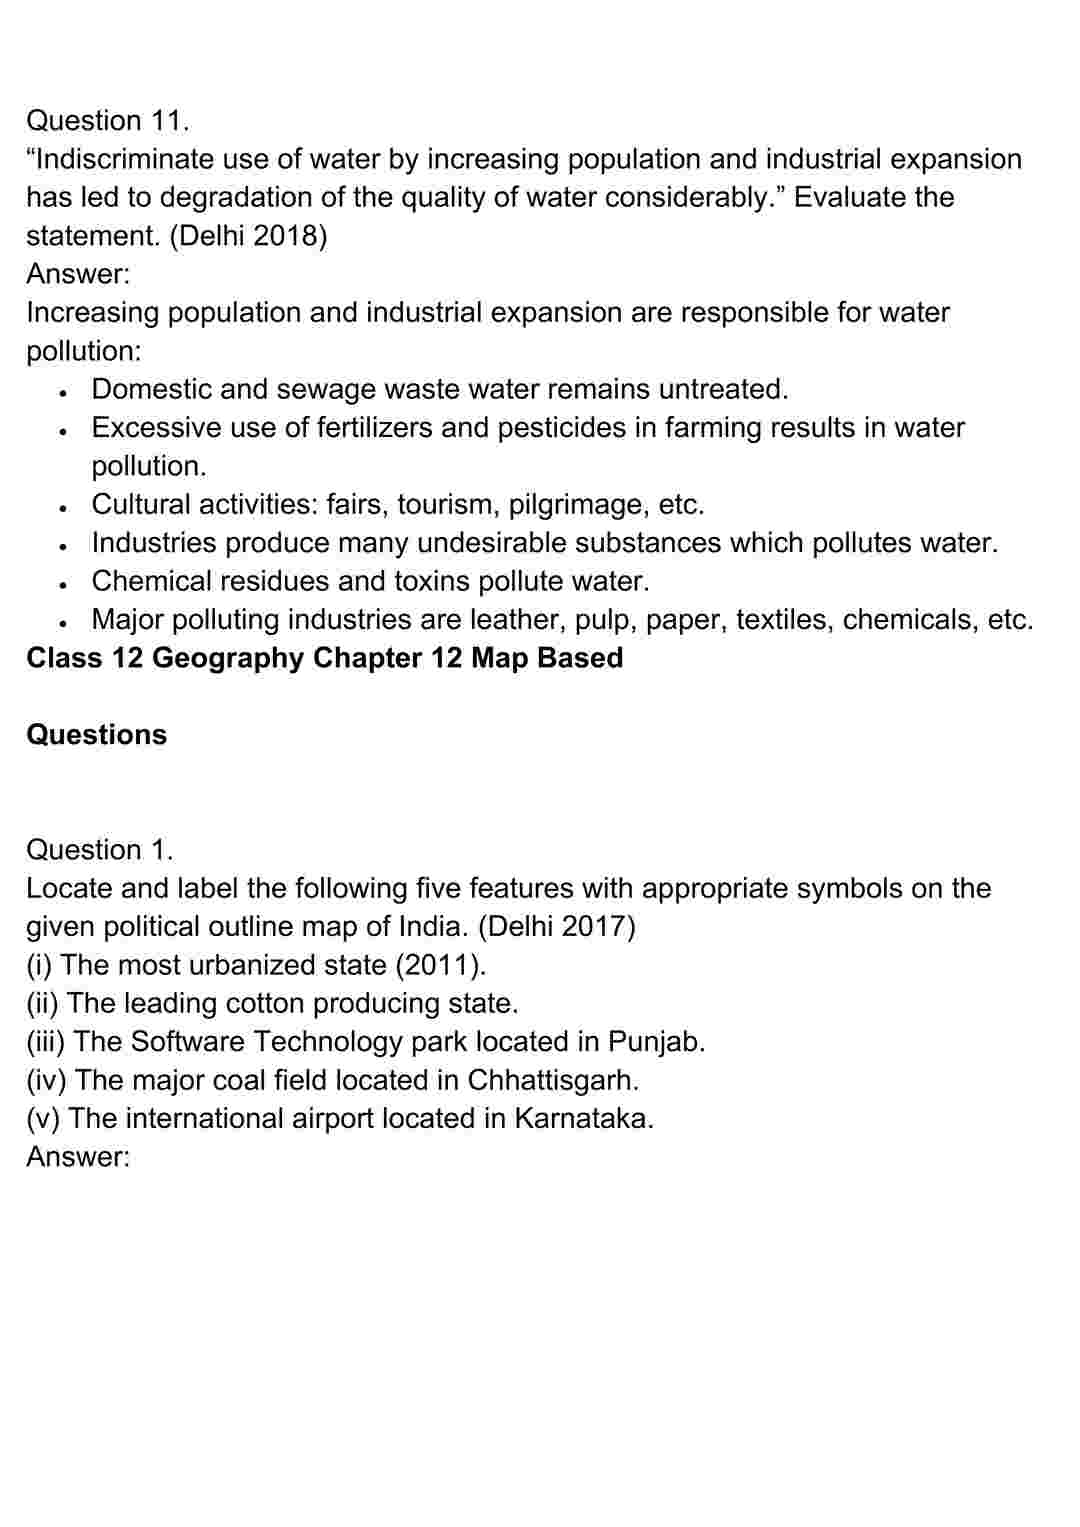 Question 11.
“Indiscriminate use of water by increasing population and industrial expansion
has led to degradation of the quality of water considerably.” Evaluate the
statement. (Delhi 2018)
Answer:
Increasing population and industrial expansion are responsible for water
pollution:
• Domestic and sewage waste water remains untreated.
• Excessive use of fertilizers and pesticides in farming results in water
pollution.
• Cultural activities: fairs, tourism, pilgrimage, etc.
• Industries produce many undesirable substances which pollutes water.
• Chemical residues and toxins pollute water.
• Major polluting industries are leather, pulp, paper, textiles, chemicals, etc.
Class 12 Geography Chapter 12 Map Based
Questions
Question 1.
Locate and label the following five features with appropriate symbols on the
given political outline map of India. (Delhi 2017)
(i) The most urbanized state (2011).
(ii) The leading cotton producing state.
(iii) The Software Technology park located in Punjab.
(iv) The major coal field located in Chhattisgarh.
(v) The international airport located in Karnataka.
Answer: